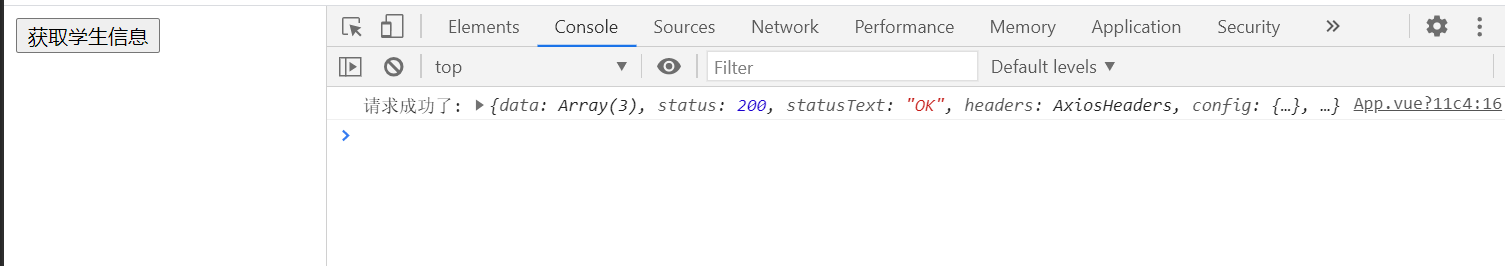 获取学生信息
Elements Console Sources Network Performance Memory Application Security
top Filter Default levels
请求成功了: {data: Array(3), status: 200, statusText: "OK", headers: AxiosHeaders, config: {…}, …} App.vue?11c4:16